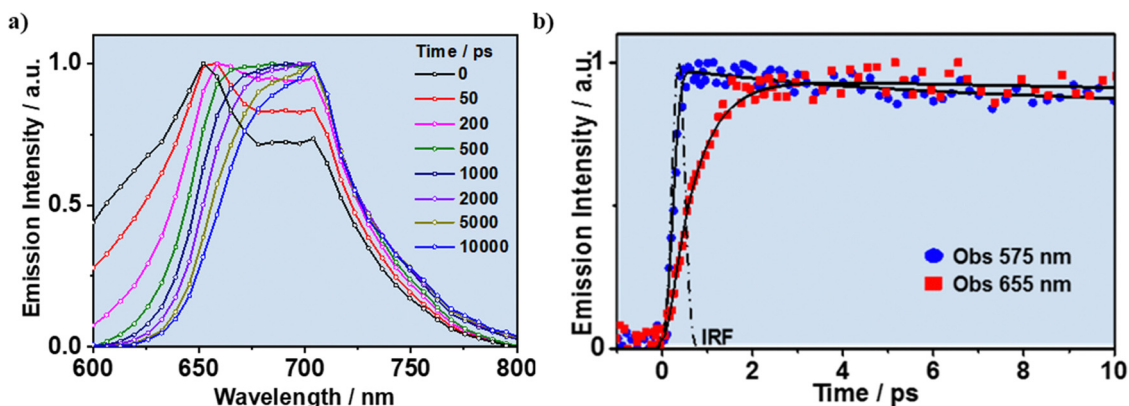 a)
Emission Intensity / a.u.
1.0
0.5
0.0
600
650
700
750
800
Wavelength / nm
Time / ps
0
50
200
500
1000
2000
5000
10000
b)
Emission Intensity / a.u.
1
0
0
2
4
6
8
10
Time / ps
Obs 575 nm
Obs 655 nm
IRF